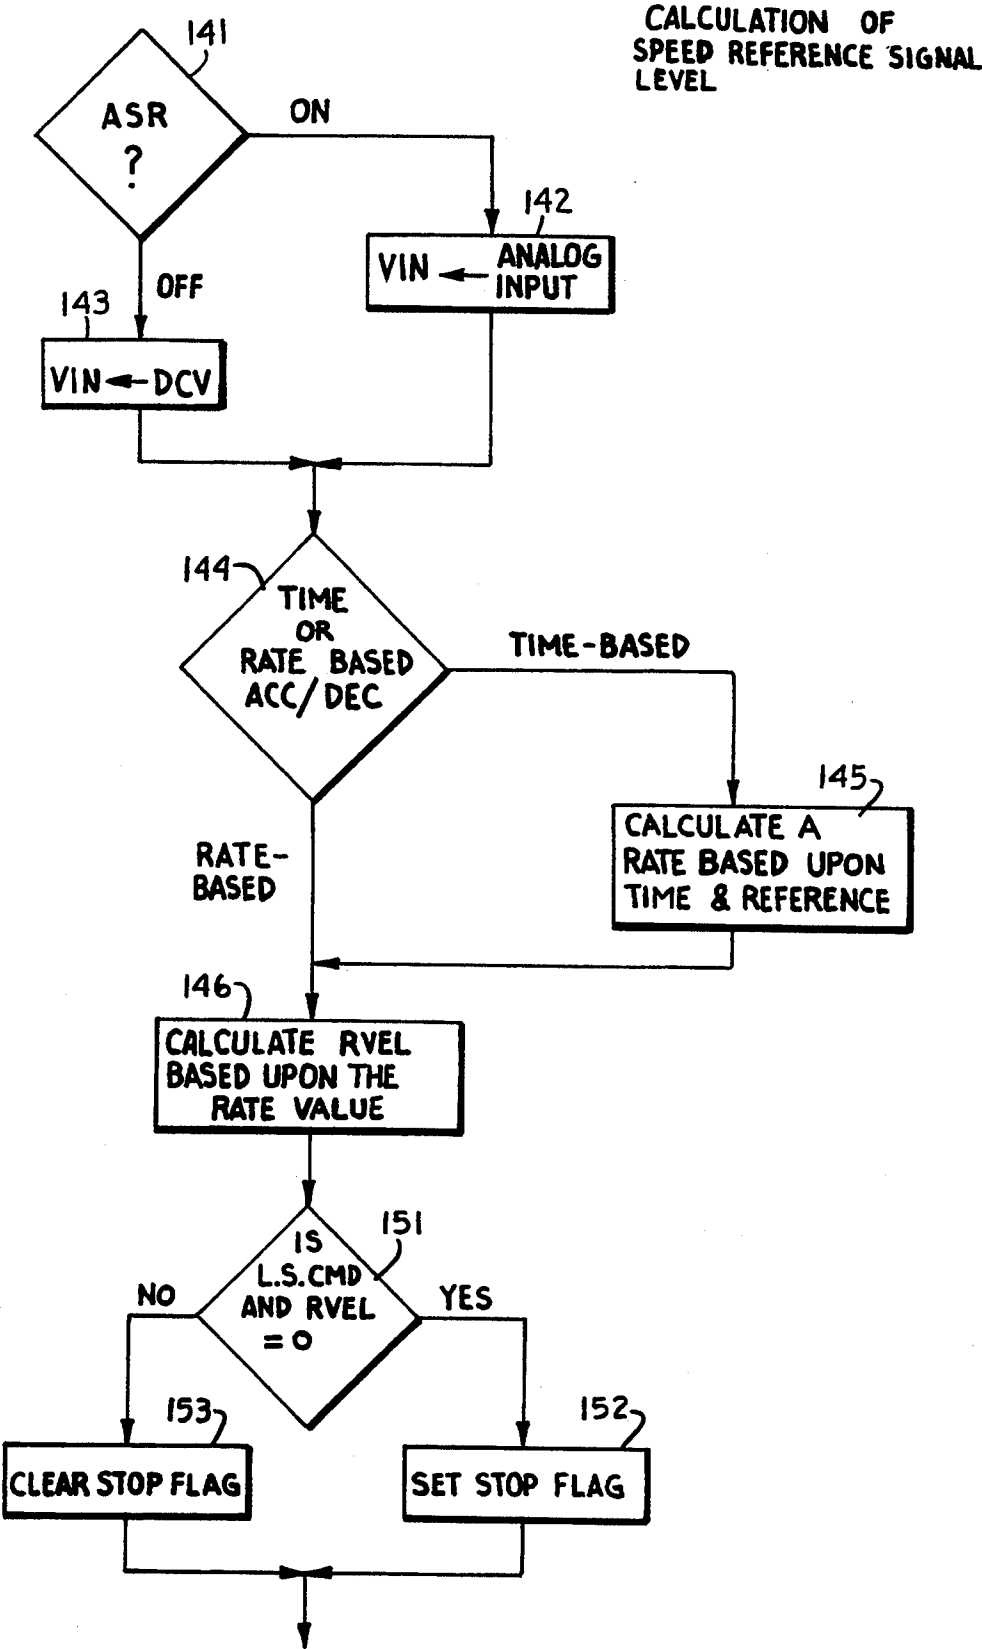 CALCULATION OF
SPEED REFERENCE SIGNAL
LEVEL
141
ASR
?
ON
142
VIN ← ANALOG
INPUT
OFF
143
VIN ← DCV
144
TIME
OR
RATE BASED
ACC/DEC
TIME-BASED
145
CALCULATE A
RATE BASED UPON
TIME & REFERENCE
RATE-
BASED
146
CALCULATE RVEL
BASED UPON THE
RATE VALUE
151
IS
L.S.CMD
AND RVEL
= 0
NO
YES
153
CLEAR STOP FLAG
152
SET STOP FLAG